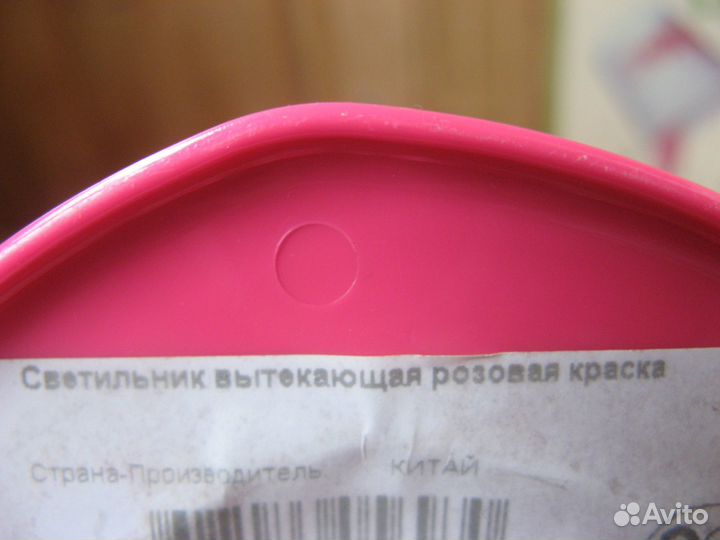 Светильник вытекающая розовая краска
Страна-Производитель КИТАЙ
Avito